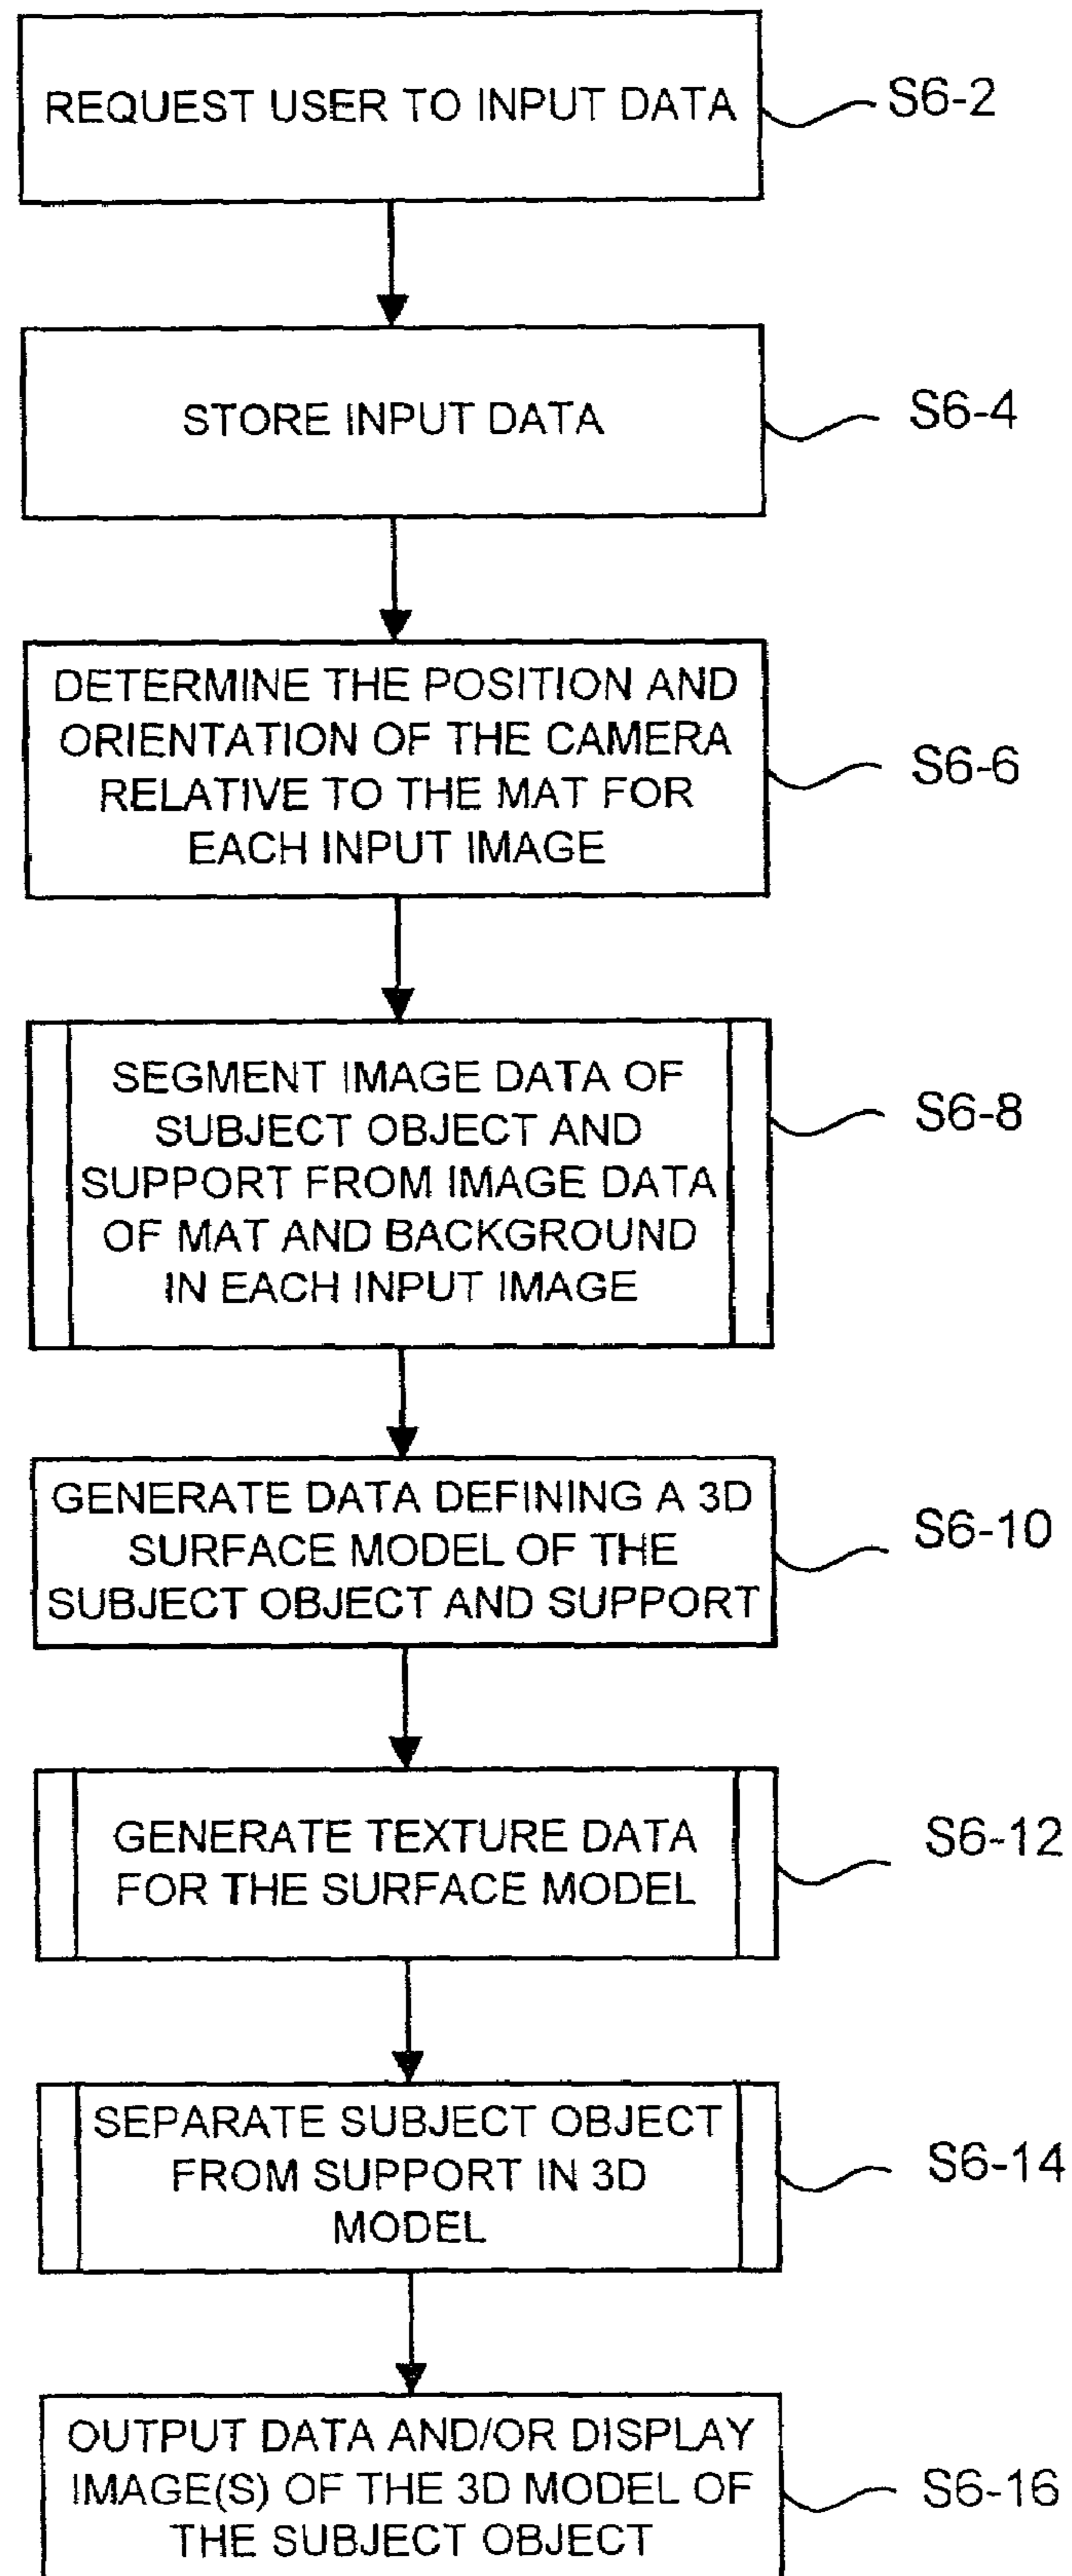 REQUEST USER TO INPUT DATA
S6-2
STORE INPUT DATA
S6-4
DETERMINE THE POSITION AND
ORIENTATION OF THE CAMERA
RELATIVE TO THE MAT FOR
EACH INPUT IMAGE
S6-6
SEGMENT IMAGE DATA OF
SUBJECT OBJECT AND
SUPPORT FROM IMAGE DATA
OF MAT AND BACKGROUND
IN EACH INPUT IMAGE
S6-8
GENERATE DATA DEFINING A 3D
SURFACE MODEL OF THE
SUBJECT OBJECT AND SUPPORT
S6-10
GENERATE TEXTURE DATA
FOR THE SURFACE MODEL
S6-12
SEPARATE SUBJECT OBJECT
FROM SUPPORT IN 3D
MODEL
S6-14
OUTPUT DATA AND/OR DISPLAY
IMAGE(S) OF THE 3D MODEL OF
THE SUBJECT OBJECT
S6-16